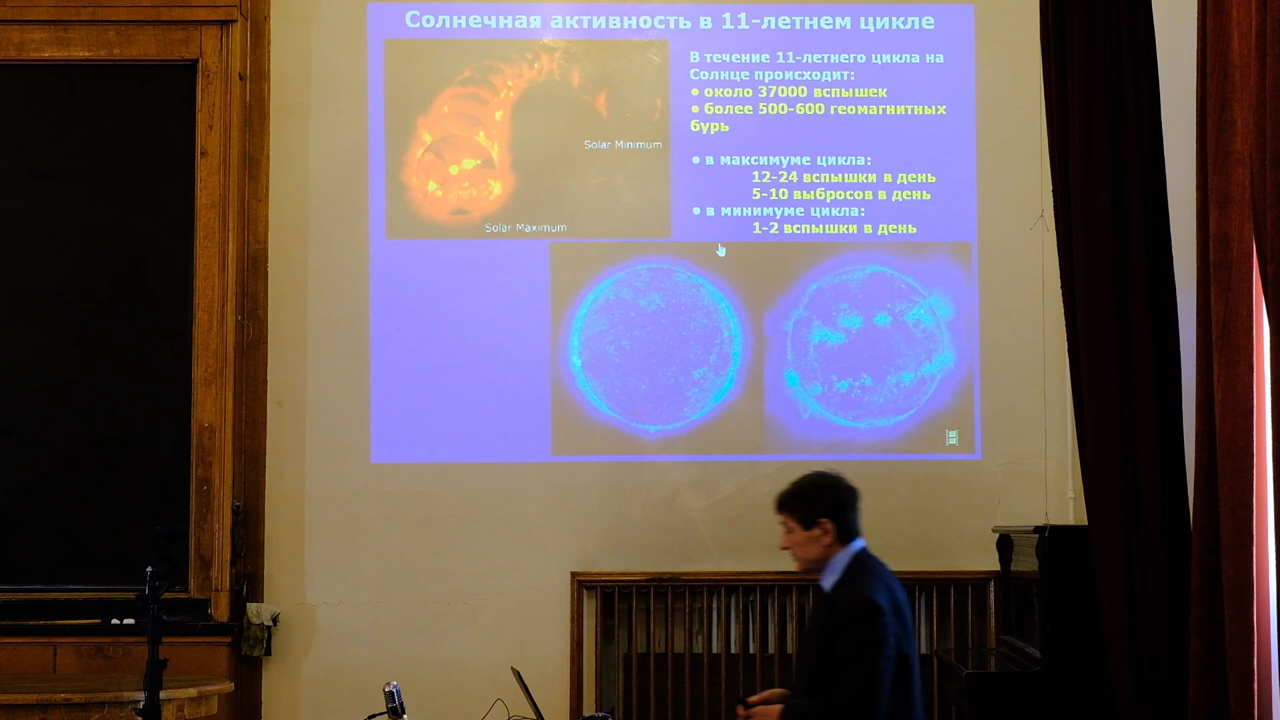 Солнечная активность в 11-летнем цикле
В течение 11-летнего цикла на
Солнце происходит:
• около 37000 вспышек
• более 500-600 геомагнитных
бурь
Solar Minimum
• в максимуме цикла:
12-24 вспышки в день
5-10 выбросов в день
• в минимуме цикла:
1-2 вспышки в день
Solar Maximum